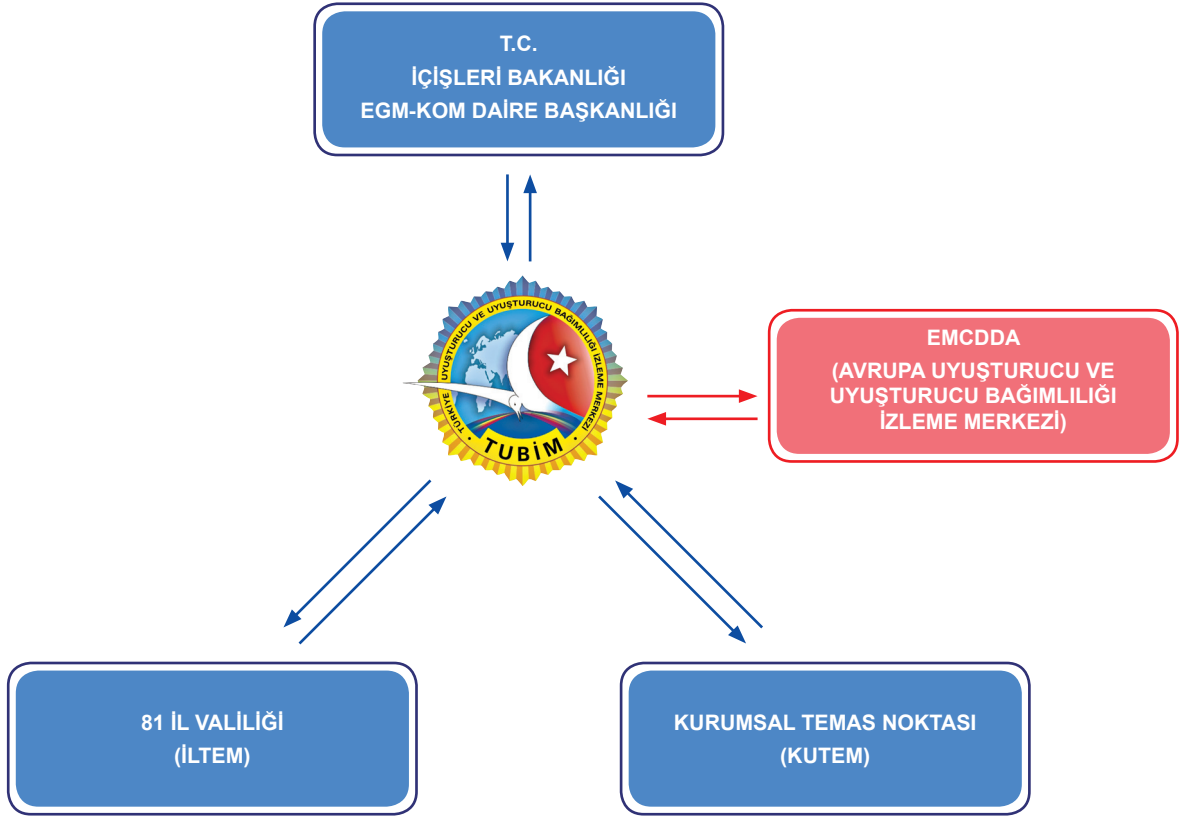 T.C.
İÇİŞLERİ BAKANLIĞI
EGM-KOM DAİRE BAŞKANLIĞI
TÜRKİYE UYUŞTURUCU VE UYUŞTURUCU BAĞIMLILIĞI İZLEME MERKEZİ
TUBİM
EMCDDA
(AVRUPA UYUŞTURUCU VE
UYUŞTURUCU BAĞIMLILIĞI
İZLEME MERKEZİ)
81 İL VALİLİĞİ
(İLTEM)
KURUMSAL TEMAS NOKTASI
(KUTEM)